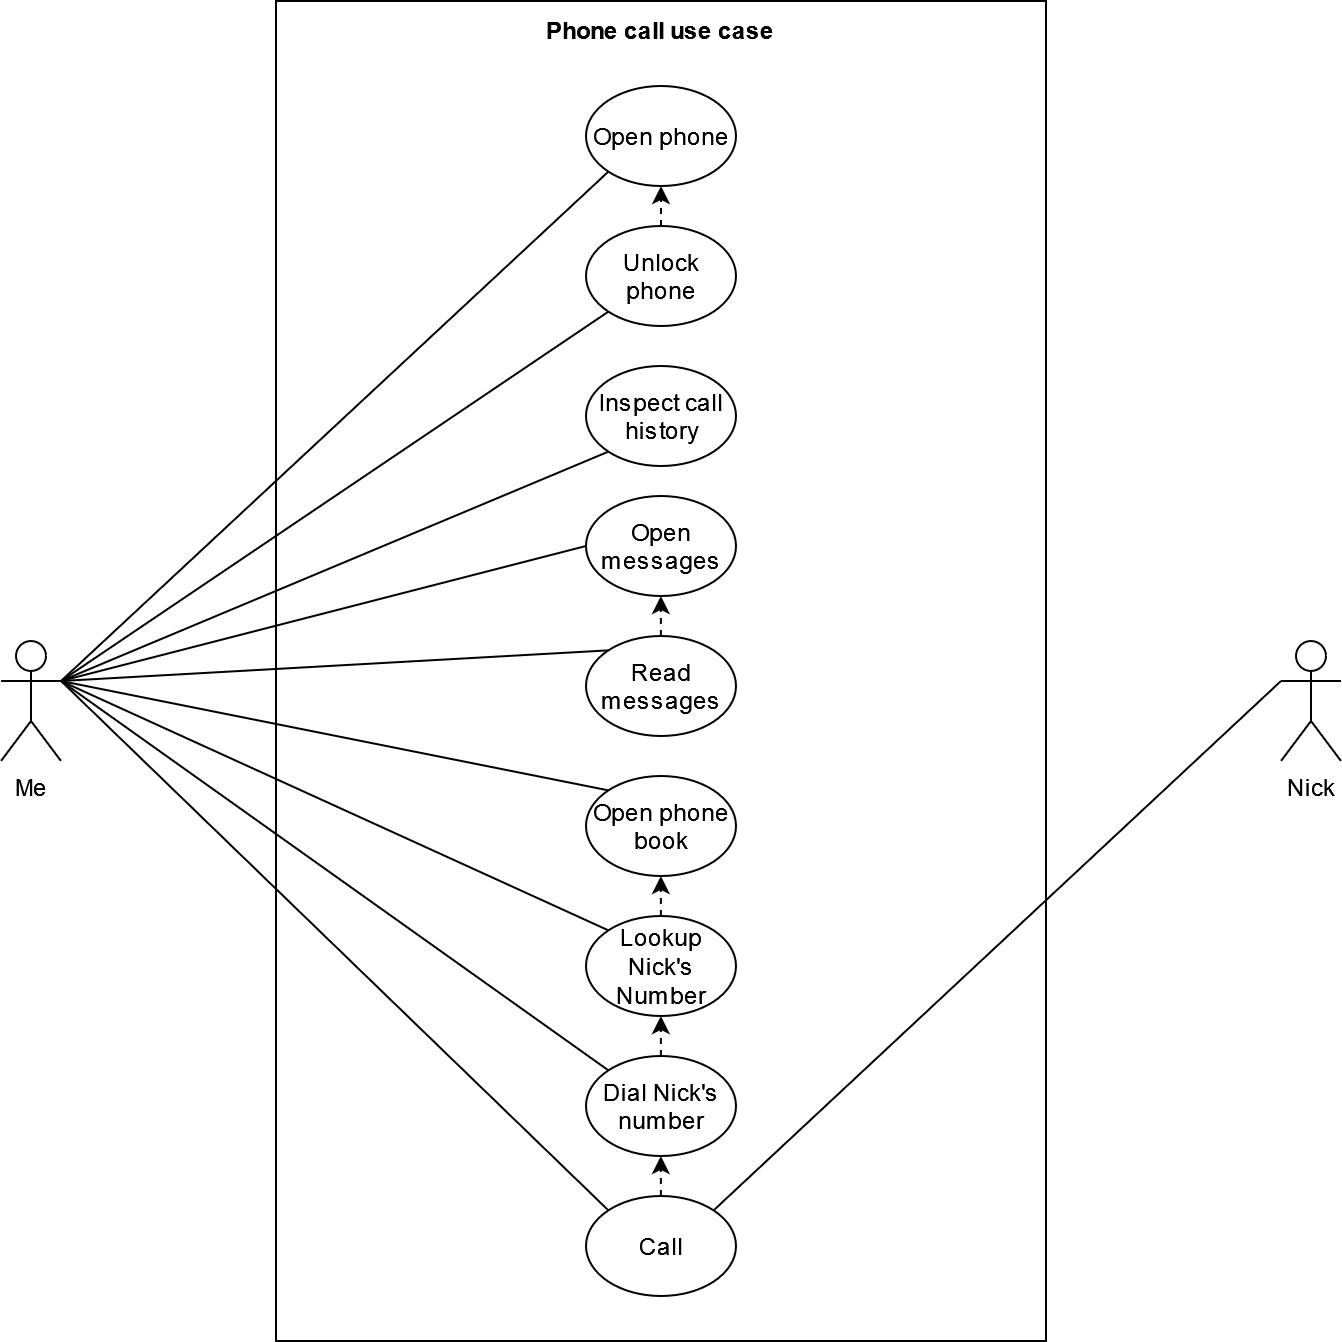 Phone call use case
Open phone
Unlock
phone
Inspect call
history
Open
messages
Read
messages
Me
Nick
Open phone
book
Lookup
Nick's
Number
Dial Nick's
number
Call